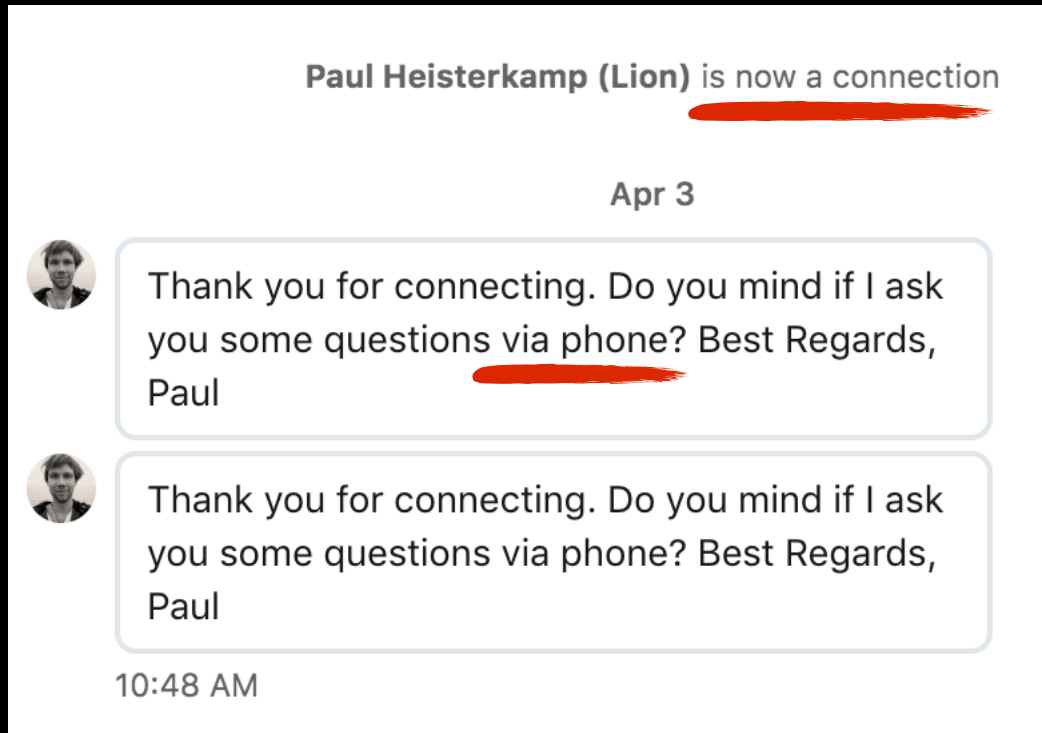 Paul Heisterkamp (Lion) is now a connection
Apr 3
Thank you for connecting. Do you mind if I ask
you some questions via phone? Best Regards,
Paul
Thank you for connecting. Do you mind if I ask
you some questions via phone? Best Regards,
Paul
10:48 AM